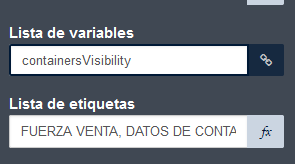 Lista de variables
containersVisibility
Lista de etiquetas
FUERZA VENTA, DATOS DE CONTA
fx